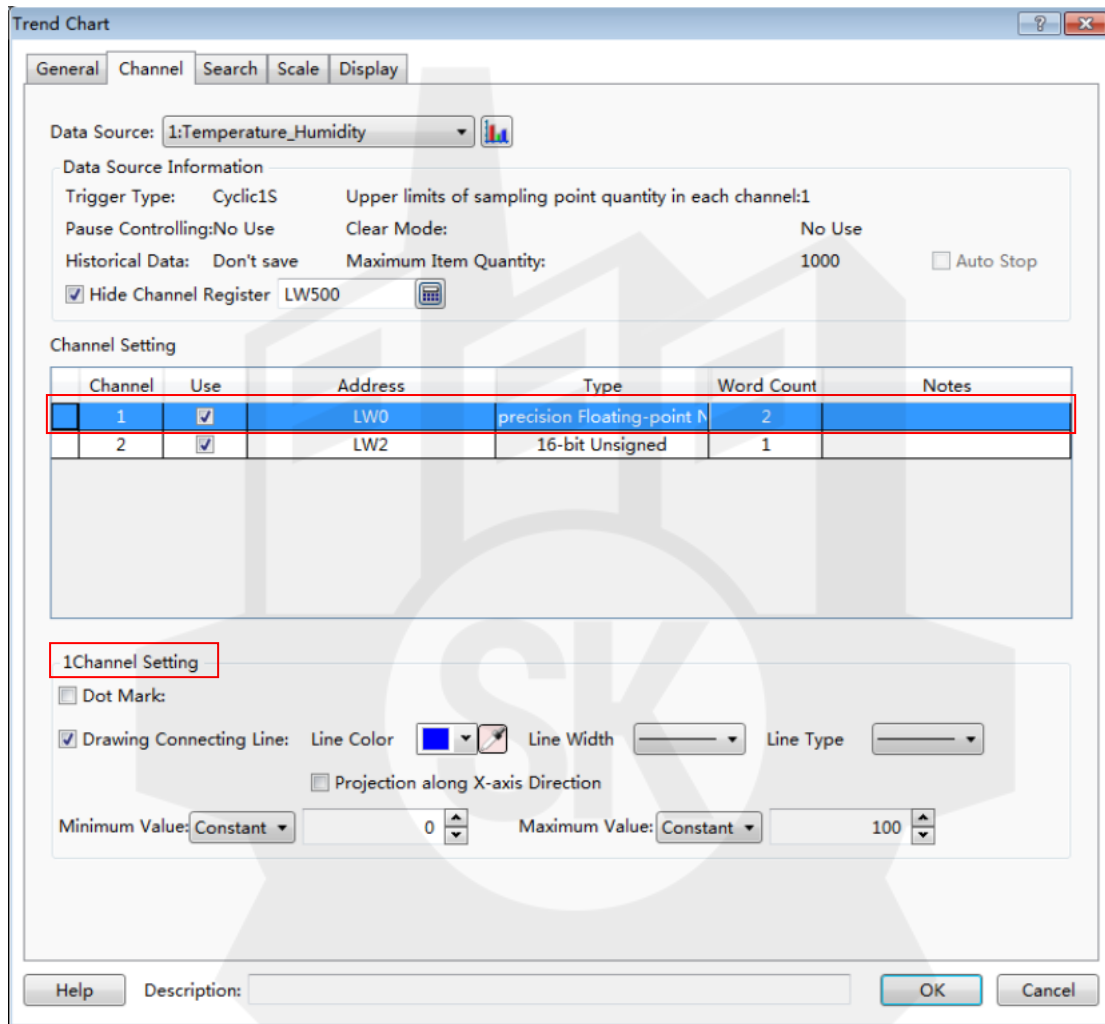 Trend Chart
General Channel Search Scale Display
Data Source: 1:Temperature_Humidity
Data Source Information
Trigger Type: Cyclic1S Upper limits of sampling point quantity in each channel:1
Pause Controlling:No Use Clear Mode: No Use
Historical Data: Don't save Maximum Item Quantity: 1000 Auto Stop
Hide Channel Register LW500
Channel Setting
Channel Use Address Type Word Count Notes
1 LW0 precision Floating-point N 2
2 LW2 16-bit Unsigned 1
1Channel Setting
Dot Mark:
Drawing Connecting Line: Line Color Line Width Line Type
Projection along X-axis Direction
Minimum Value: Constant 0 Maximum Value: Constant 100
Help Description: OK Cancel
SK